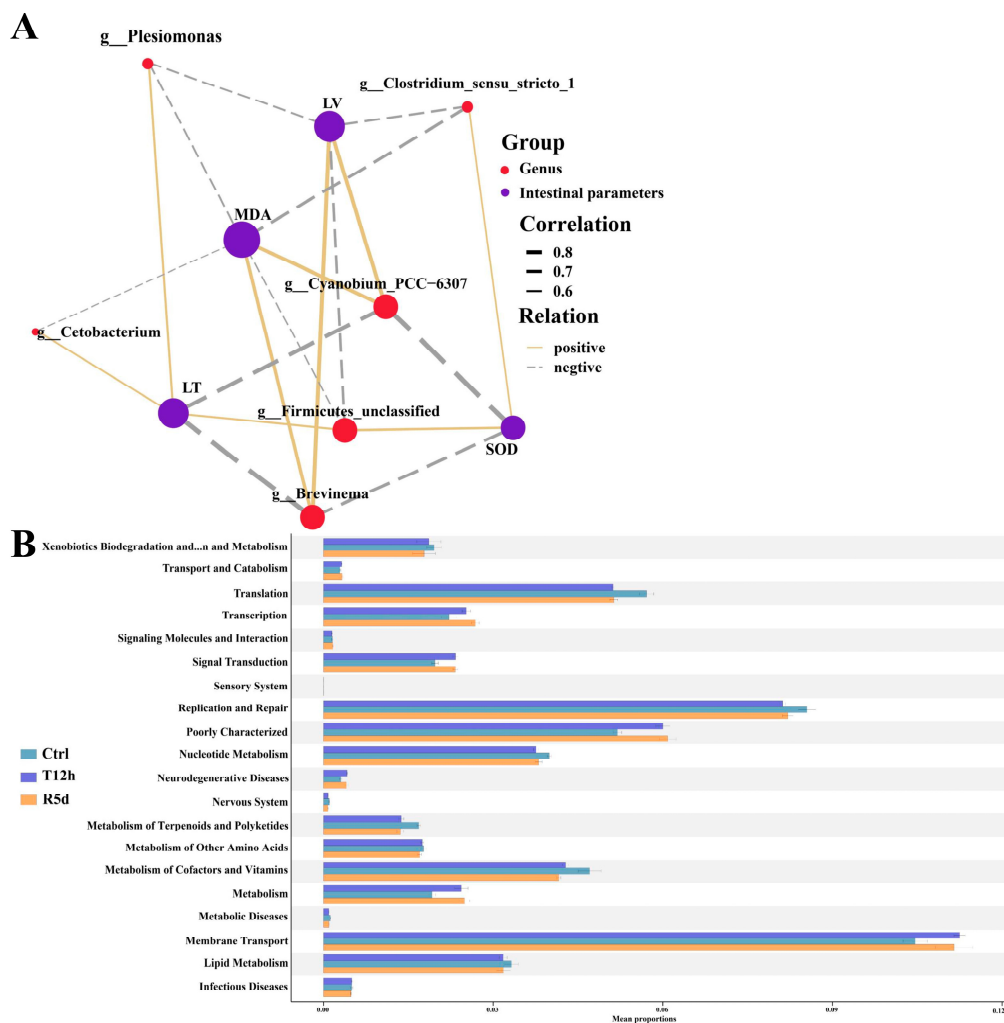 A
g__Plesiomonas
g__Clostridium_sensu_stricto_1
LV
Group
Genus
Intestinal parameters
MDA
Correlation
0.8
g__Cyanobium_PCC-6307
0.7
0.6
Relation
g__Cetobacterium
positive
negtive
LT
g__Firmicutes_unclassified
SOD
g__Brevinema
B
Xenobiotics Biodegradation and...n and Metabolism
Transport and Catabolism
Translation
Transcription
Signaling Molecules and Interaction
Signal Transduction
Sensory System
Replication and Repair
Poorly Characterized
Ctrl
Nucleotide Metabolism
T12h
Neurodegenerative Diseases
R5d
Nervous System
Metabolism of Terpenoids and Polyketides
Metabolism of Other Amino Acids
Metabolism of Cofactors and Vitamins
Metabolism
Metabolic Diseases
Membrane Transport
Lipid Metabolism
Infectious Diseases
0.00 0.03 0.06 0.09 0.13
Mean proportions